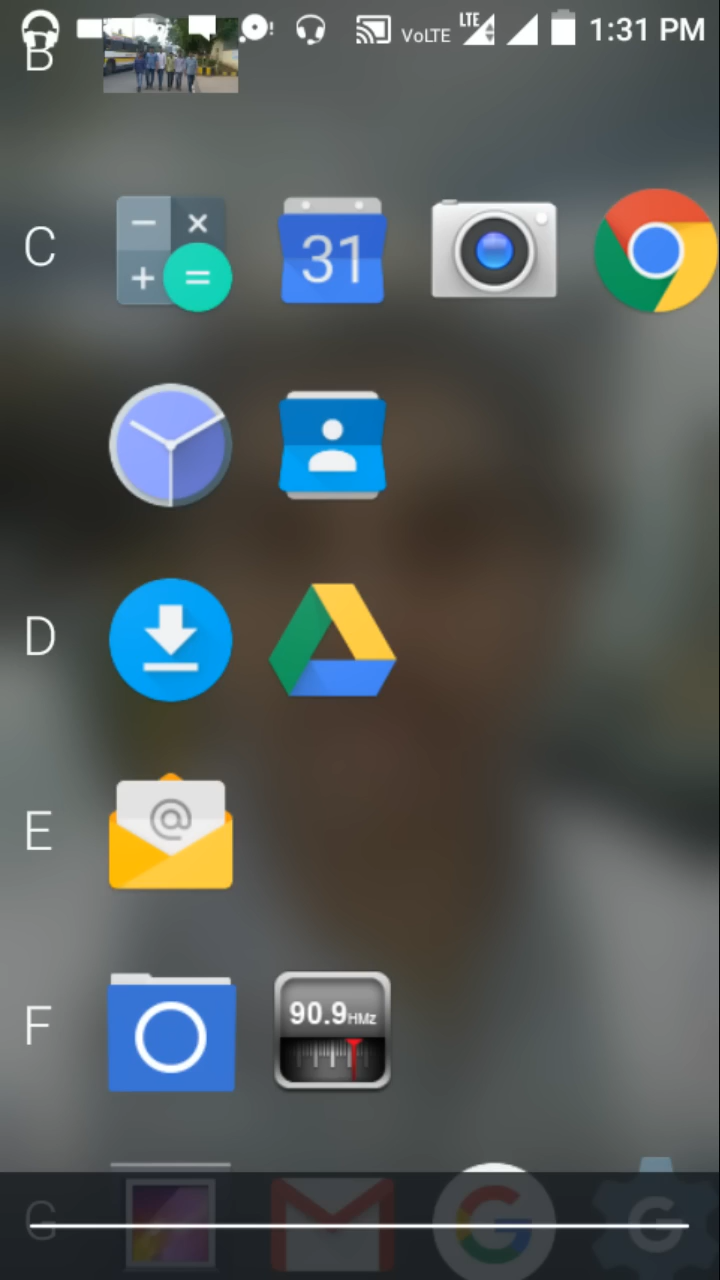 VoLTE LTE 1:31 PM
B
C
− × + =
31
D
E
@
F
90.9HMz
G
G G